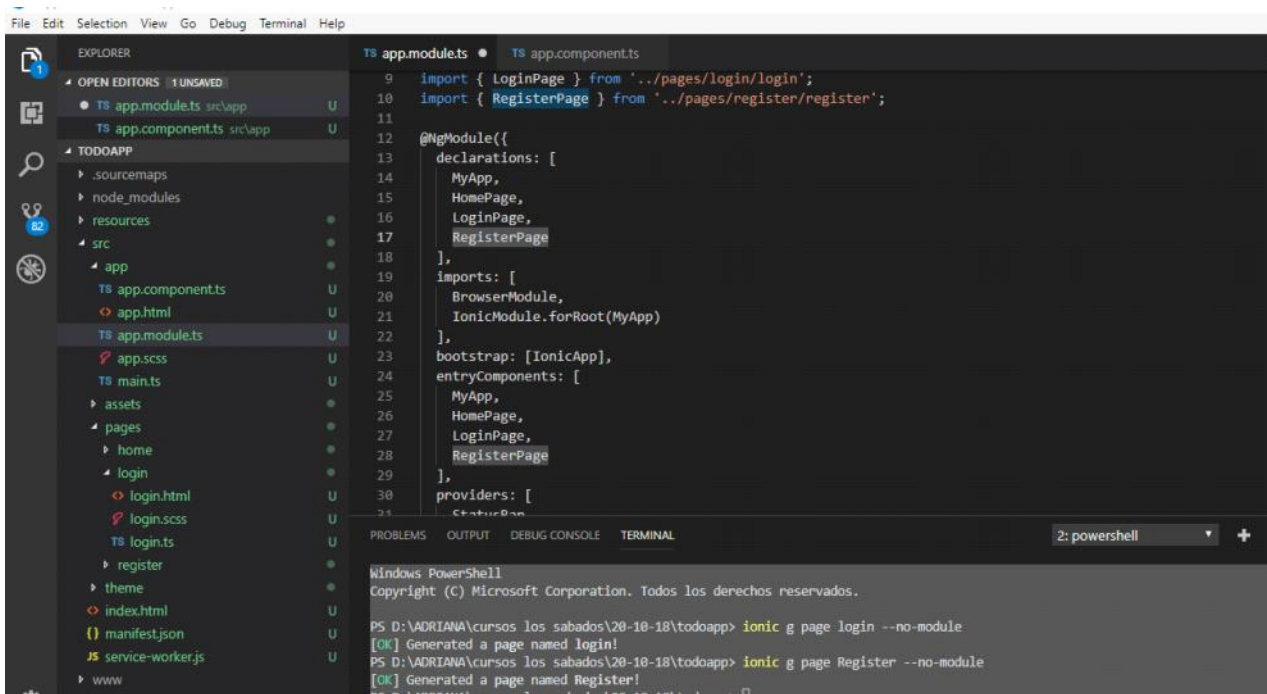 File Edit Selection View Go Debug Terminal Help
EXPLORER
OPEN EDITORS 1 UNSAVED
TS app.module.ts src\app U
TS app.component.ts src\app U
TODOAPP
.sourcemaps
node_modules
resources
src
app
TS app.component.ts U
<> app.html U
TS app.module.ts U
app.scss U
TS main.ts U
assets
pages
home
login
<> login.html U
login.scss U
TS login.ts U
register
theme
<> index.html U
{} manifest.json U
JS service-worker.js U
www
1
82
TS app.module.ts TS app.component.ts
9 import { LoginPage } from '../pages/login/login';
10 import { RegisterPage } from '../pages/register/register';
11
12 @NgModule({
13 declarations: [
14 MyApp,
15 HomePage,
16 LoginPage,
17 RegisterPage
18 ],
19 imports: [
20 BrowserModule,
21 IonicModule.forRoot(MyApp)
22 ],
23 bootstrap: [IonicApp],
24 entryComponents: [
25 MyApp,
26 HomePage,
27 LoginPage,
28 RegisterPage
29 ],
30 providers: [
31 StatusBar,
PROBLEMS OUTPUT DEBUG CONSOLE TERMINAL 2: powershell +
Windows PowerShell
Copyright (C) Microsoft Corporation. Todos los derechos reservados.
PS D:\ADRIANA\cursos los sabados\20-10-18\todoapp> ionic g page login --no-module
[OK] Generated a page named login!
PS D:\ADRIANA\cursos los sabados\20-10-18\todoapp> ionic g page Register --no-module
[OK] Generated a page named Register!